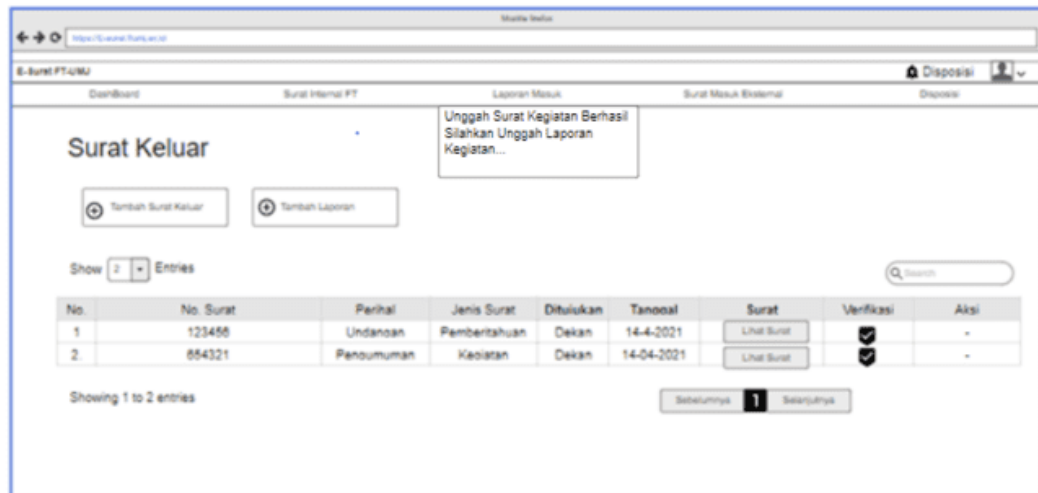 Mozilla firefox
E-Surat FT-UMJ
Disposisi
DashBoard Surat Internal FT Laporan Masuk Surat Masuk Eksternal Disposisi
Unggah Surat Kegiatan Berhasil
Silahkan Unggah Laporan
Kegiatan...
Surat Keluar
Tambah Surat Keluar Tambah Laporan
Show 2 Entries
Search
No. No. Surat Perihal Jenis Surat Ditujukan Tanggal Surat Verifikasi Aksi
1 123456 Undangan Pemberitahuan Dekan 14-4-2021 Lihat Surat -
2. 654321 Pengumuman Kegiatan Dekan 14-04-2021 Lihat Surat -
Showing 1 to 2 entries
Sebelumnya 1 Selanjutnya